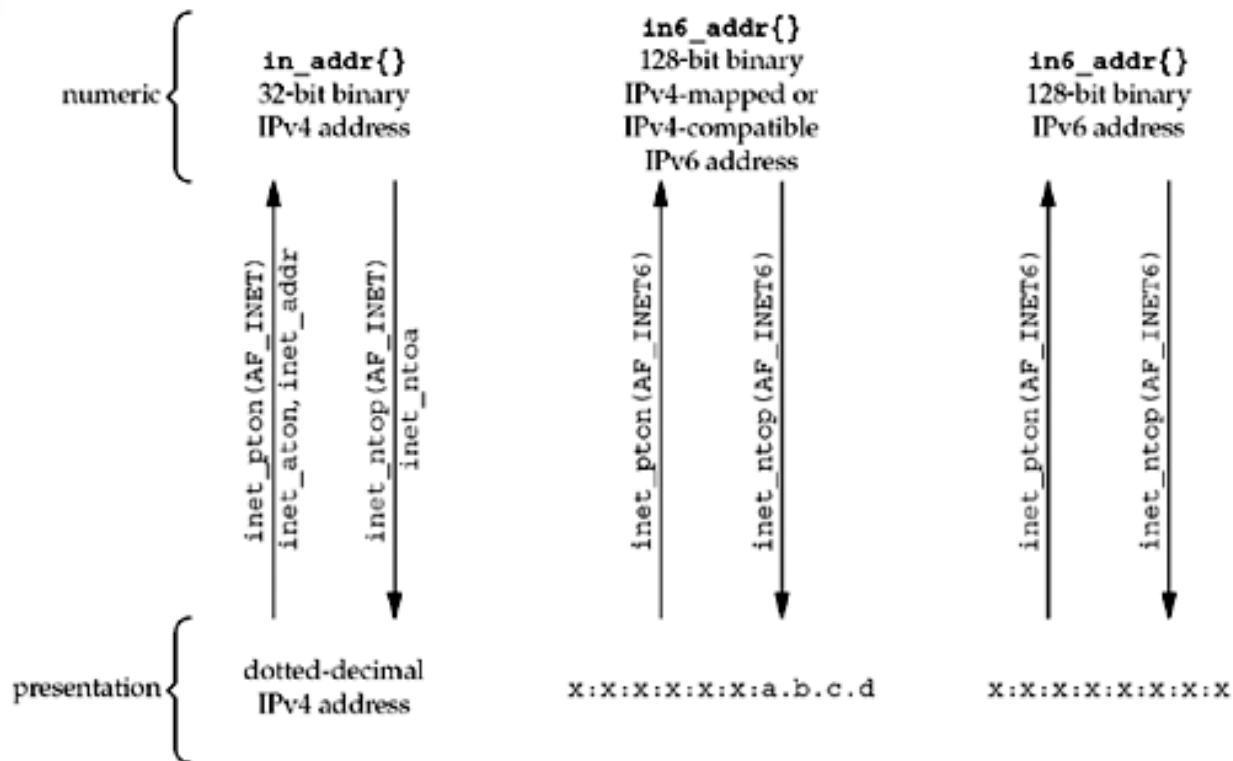 numeric
in_addr{}
32-bit binary
IPv4 address
in6_addr{}
128-bit binary
IPv4-mapped or
IPv4-compatible
IPv6 address
in6_addr{}
128-bit binary
IPv6 address
inet_pton(AF_INET)
inet_aton,inet_addr
inet_ntop(AF_INET)
inet_ntoa
inet_pton(AF_INET6)
inet_ntop(AF_INET6)
inet_pton(AF_INET6)
inet_ntop(AF_INET6)
presentation
dotted-decimal
IPv4 address
x:x:x:x:x:x:a.b.c.d
x:x:x:x:x:x:x:x